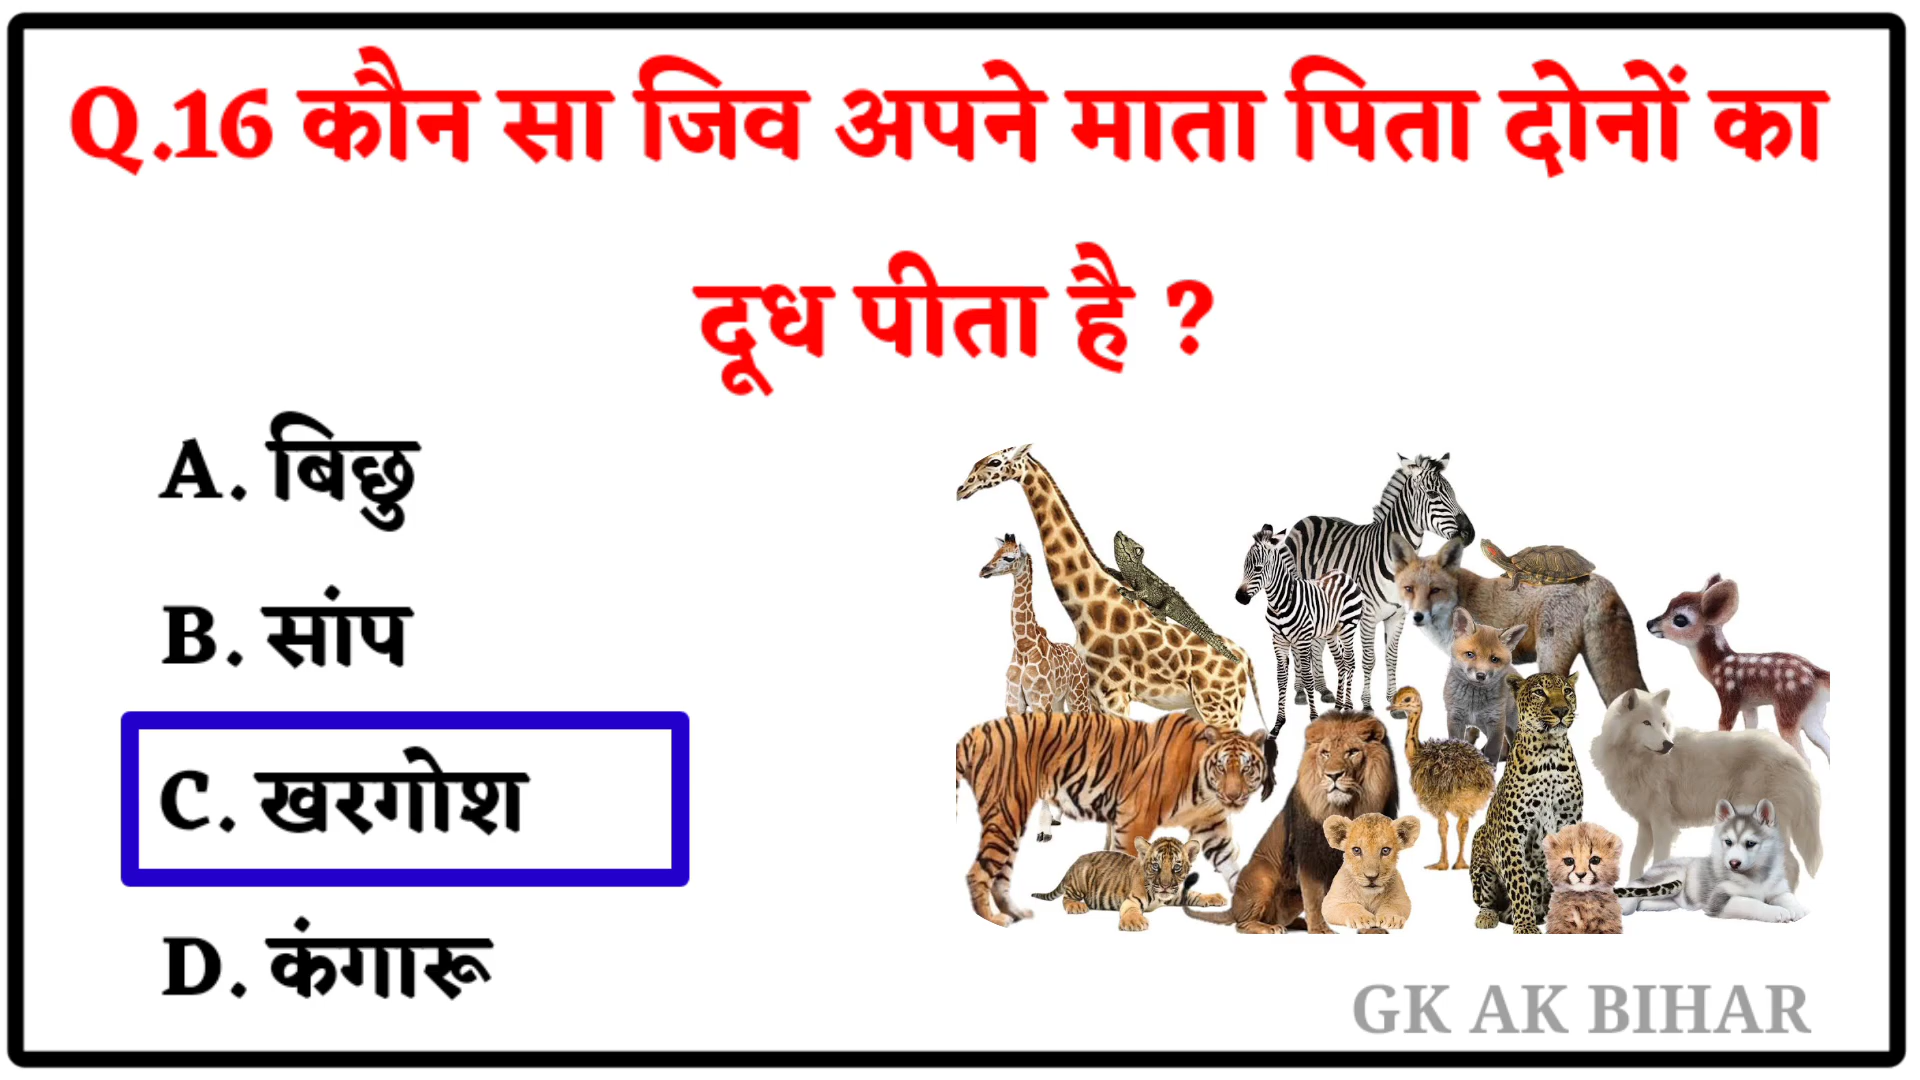 Q.16 कौन सा जिव अपने माता पिता दोनों का
दूध पीता है ?
A. बिछु
B. सांप
C. खरगोश
D. कंगारू
GK AK BIHAR